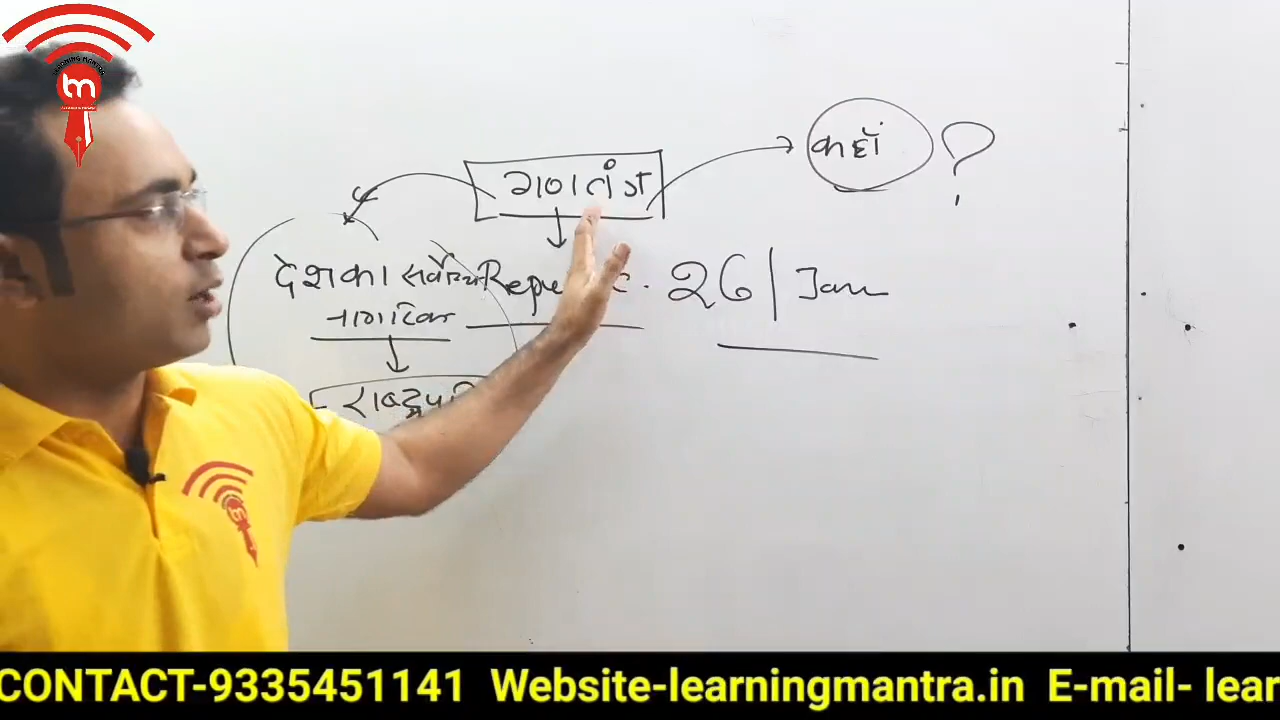 गणतंत्र
कहाँ ?
देश का सर्वोच्च
नागरिक
26 | Jan
CONTACT-9335451141 Website-learningmantra.in E-mail- lear